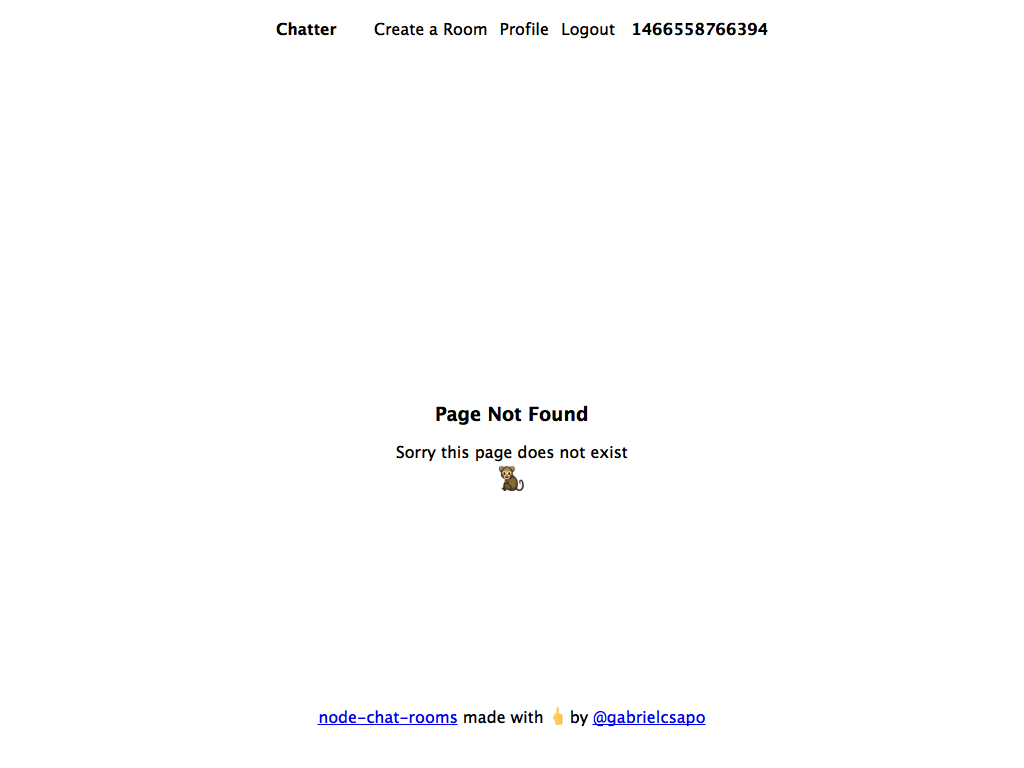 Chatter Create a Room Profile Logout 1466558766394
Page Not Found
Sorry this page does not exist
node-chat-rooms made with 🖕 by @gabrielcsapo